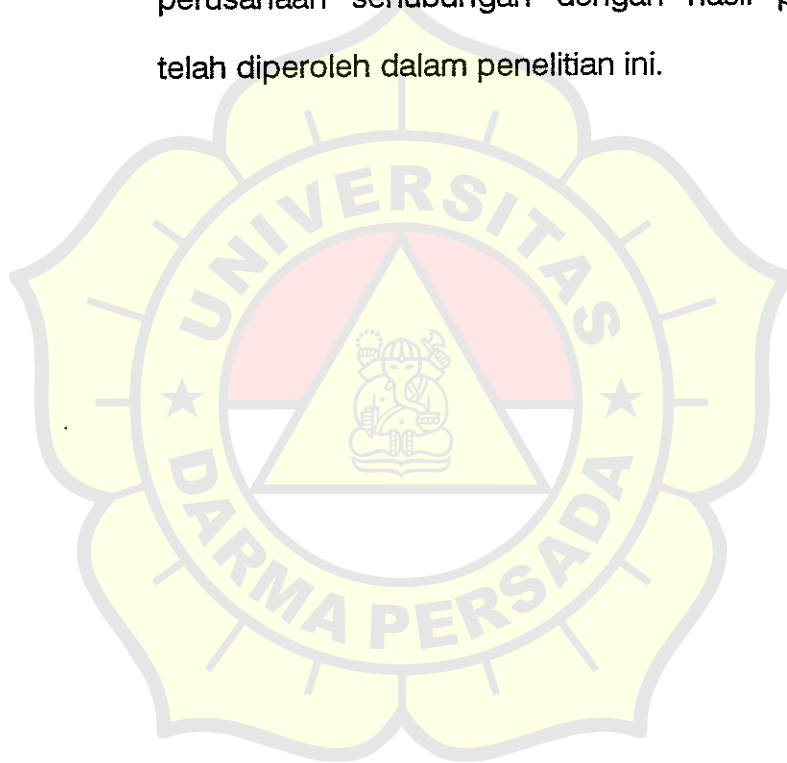 perusahaan sehubungan dengan hasil
telah diperoleh dalam penelitian ini.
UNIVERSITAS
DARMA PERSADA